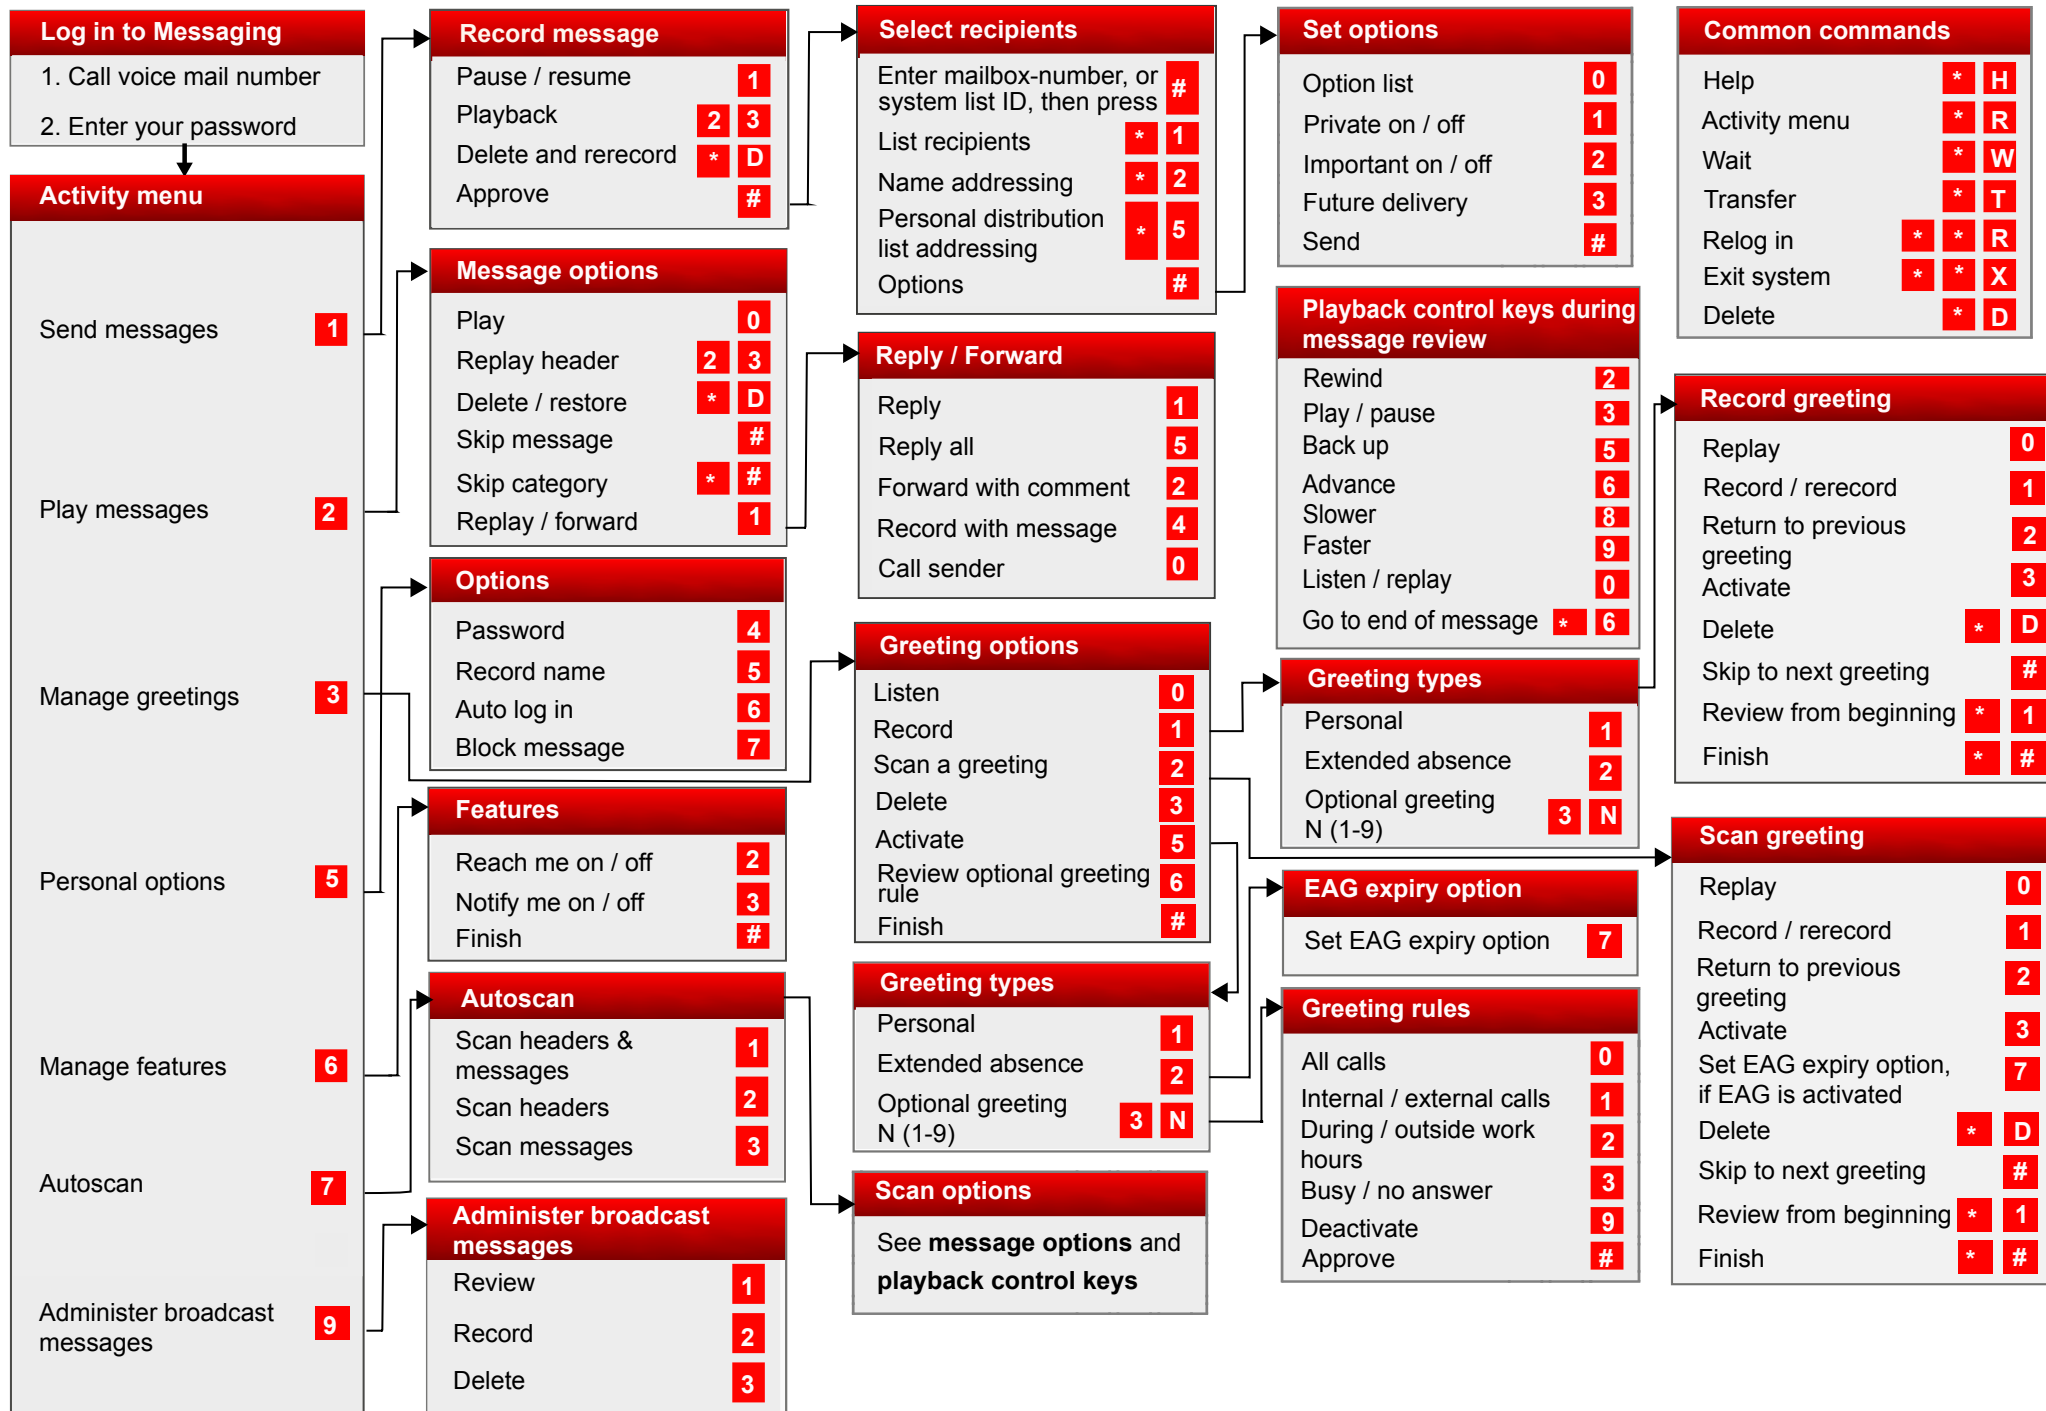 Log in to Messaging
1. Call voice mail number
2. Enter your password
Activity menu
Send messages 1
Play messages 2
Manage greetings 3
Personal options 5
Manage features 6
Autoscan 7
Administer broadcast
messages 9
Record message
Pause / resume 1
Playback 2 3
Delete and rerecord * D
Approve #
Message options
Play 0
Replay header 2 3
Delete / restore * D
Skip message #
Skip category * #
Replay / forward 1
Options
Password 4
Record name 5
Auto log in 6
Block message 7
Features
Reach me on / off 2
Notify me on / off 3
Finish #
Autoscan
Scan headers &
messages 1
Scan headers 2
Scan messages 3
Administer broadcast
messages
Review 1
Record 2
Delete 3
Select recipients
Enter mailbox-number, or
system list ID, then press #
List recipients * 1
Name addressing * 2
Personal distribution
list addressing * 5
Options #
Reply / Forward
Reply 1
Reply all 5
Forward with comment 2
Record with message 4
Call sender 0
Greeting options
Listen 0
Record 1
Scan a greeting 2
Delete 3
Activate 5
Review optional greeting
rule 6
Finish #
Greeting types
Personal 1
Extended absence 2
Optional greeting
N (1-9) 3 N
Scan options
See message options and
playback control keys
Set options
Option list 0
Private on / off 1
Important on / off 2
Future delivery 3
Send #
Playback control keys during
message review
Rewind 2
Play / pause 3
Back up 5
Advance 6
Slower 8
Faster 9
Listen / replay 0
Go to end of message * 6
Greeting types
Personal 1
Extended absence 2
Optional greeting
N (1-9) 3 N
EAG expiry option
Set EAG expiry option 7
Greeting rules
All calls 0
Internal / external calls 1
During / outside work
hours 2
Busy / no answer 3
Deactivate 9
Approve #
Common commands
Help * H
Activity menu * R
Wait * W
Transfer * T
Relog in * * R
Exit system * * X
Delete * D
Record greeting
Replay 0
Record / rerecord 1
Return to previous
greeting 2
Activate 3
Delete * D
Skip to next greeting #
Review from beginning * 1
Finish * #
Scan greeting
Replay 0
Record / rerecord 1
Return to previous
greeting 2
Activate 3
Set EAG expiry option,
if EAG is activated 7
Delete * D
Skip to next greeting #
Review from beginning * 1
Finish * #